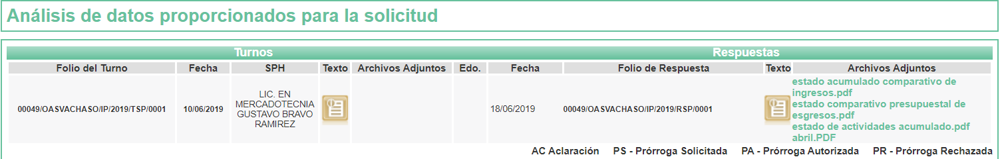 Análisis de datos proporcionados para la solicitud
Turnos Respuestas
Folio del Turno Fecha SPH Texto Archivos Adjuntos Edo. Fecha Folio de Respuesta Texto Archivos Adjuntos
00049/OASVACHASO/IP/2019/TSP/0001 10/06/2019
LIC. EN
MERCADOTECNIA
GUSTAVO BRAVO
RAMIREZ
18/06/2019 00049/OASVACHASO/IP/2019/RSP/0001
estado acumulado comparativo de
ingresos.pdf
estado comparativo presupuestal de
esgresos.pdf
estado de actividades acumulado.pdf
abril.PDF
AC Aclaración PS - Prórroga Solicitada PA - Prórroga Autorizada PR - Prórroga Rechazada